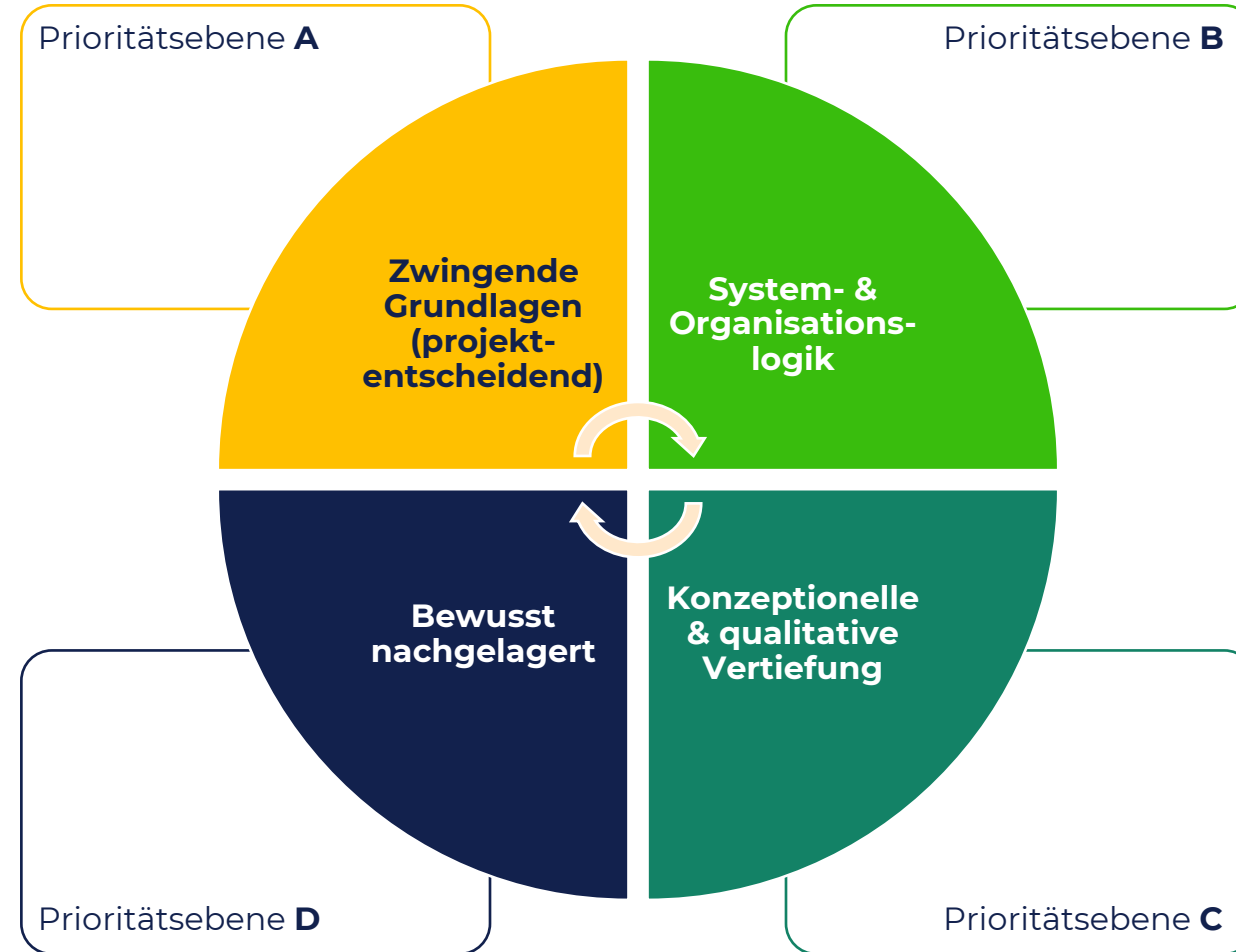 Prioritätsebene A
Prioritätsebene B
Zwingende
Grundlagen
(projekt-
entscheidend)
System- &
Organisations-
logik
Bewusst
nachgelagert
Konzeptionelle
& qualitative
Vertiefung
Prioritätsebene D
Prioritätsebene C